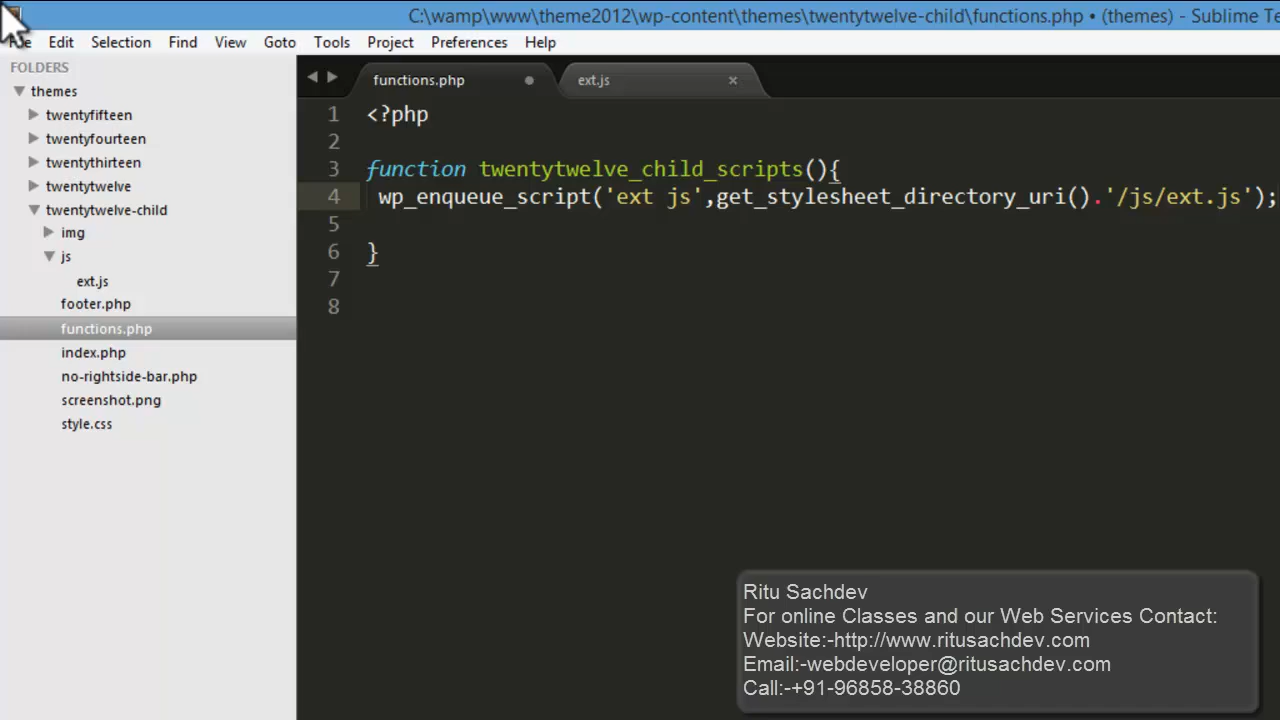 C:\wamp\www\theme2012\wp-content\themes\twentytwelve-child\functions.php • (themes) - Sublime Te
Edit Selection Find View Goto Tools Project Preferences Help
FOLDERS
themes
twentyfifteen
twentyfourteen
twentythirteen
twentytwelve
twentytwelve-child
img
js
ext.js
footer.php
functions.php
index.php
no-rightside-bar.php
screenshot.png
style.css
functions.php
ext.js
1 <?php
2
3 function twentytwelve_child_scripts(){
4 wp_enqueue_script('ext js',get_stylesheet_directory_uri().'/js/ext.js');
5
6 }
7
8
Ritu Sachdev
For online Classes and our Web Services Contact:
Website:-http://www.ritusachdev.com
Email:-webdeveloper@ritusachdev.com
Call:-+91-96858-38860